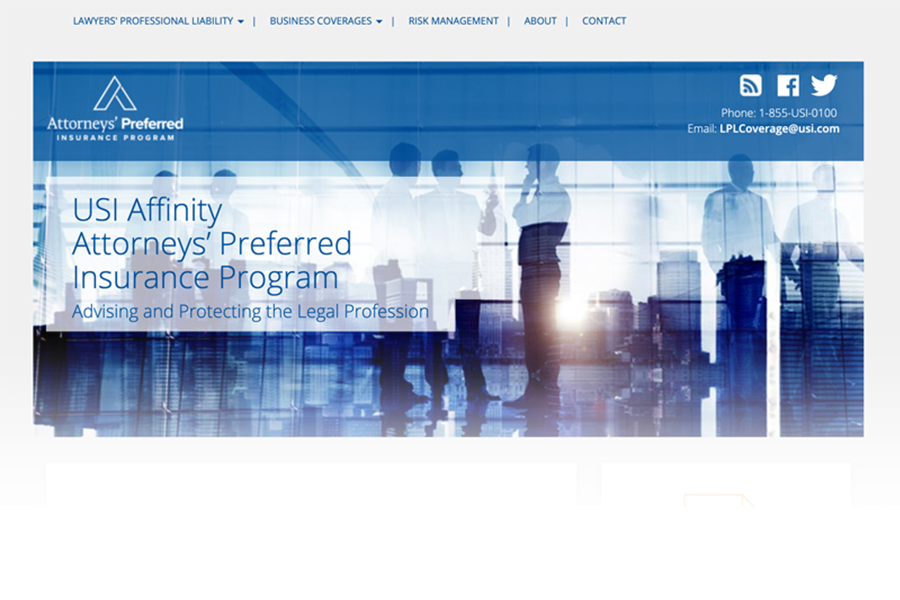 LAWYERS' PROFESSIONAL LIABILITY | BUSINESS COVERAGES | RISK MANAGEMENT | ABOUT | CONTACT
Attorneys' Preferred
INSURANCE PROGRAM
Phone: 1-855-USI-0100
Email: LPLCoverage@usi.com
USI Affinity
Attorneys’ Preferred
Insurance Program
Advising and Protecting the Legal Profession